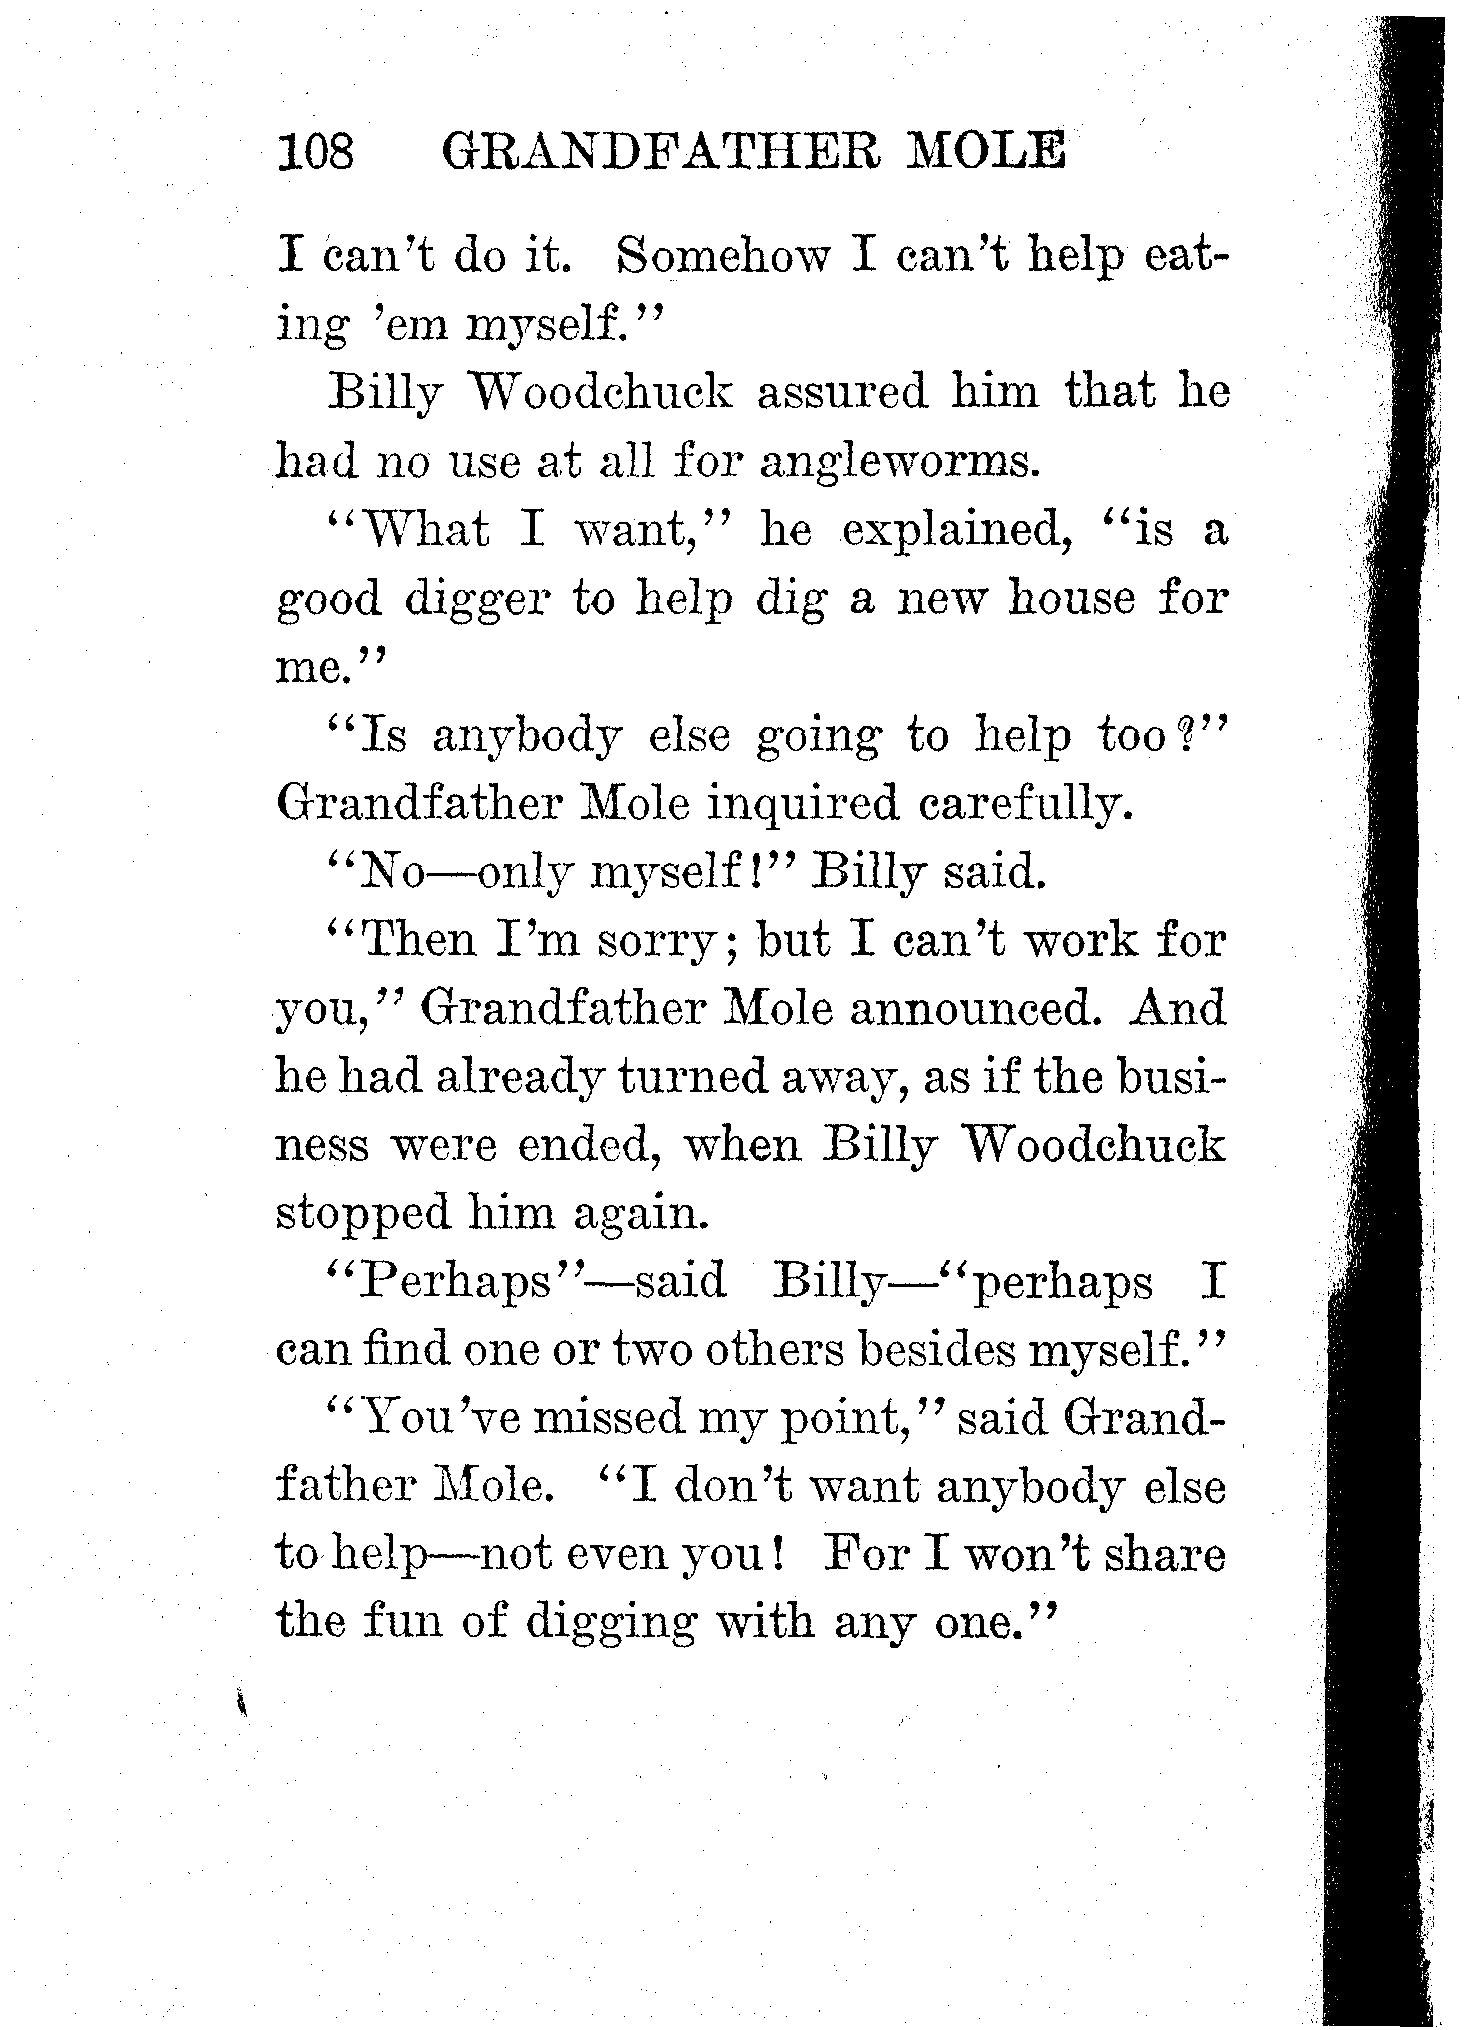 108 GRANDFATHER MOLE
I can't do it. Somehow I can't help eat-
ing 'em myself."
Billy Woodchuck assured him that he
had no use at all for angleworms.
"What I want," he explained, "is a
good digger to help dig a new house for
me."
"Is anybody else going to help too?"
Grandfather Mole inquired carefully.
"No—only myself!" Billy said.
"Then I'm sorry; but I can't work for
you," Grandfather Mole announced. And
he had already turned away, as if the busi-
ness were ended, when Billy Woodchuck
stopped him again.
"Perhaps"—said Billy—"perhaps I
can find one or two others besides myself."
"You've missed my point," said Grand-
father Mole. "I don't want anybody else
to help—not even you! For I won't share
the fun of digging with any one."